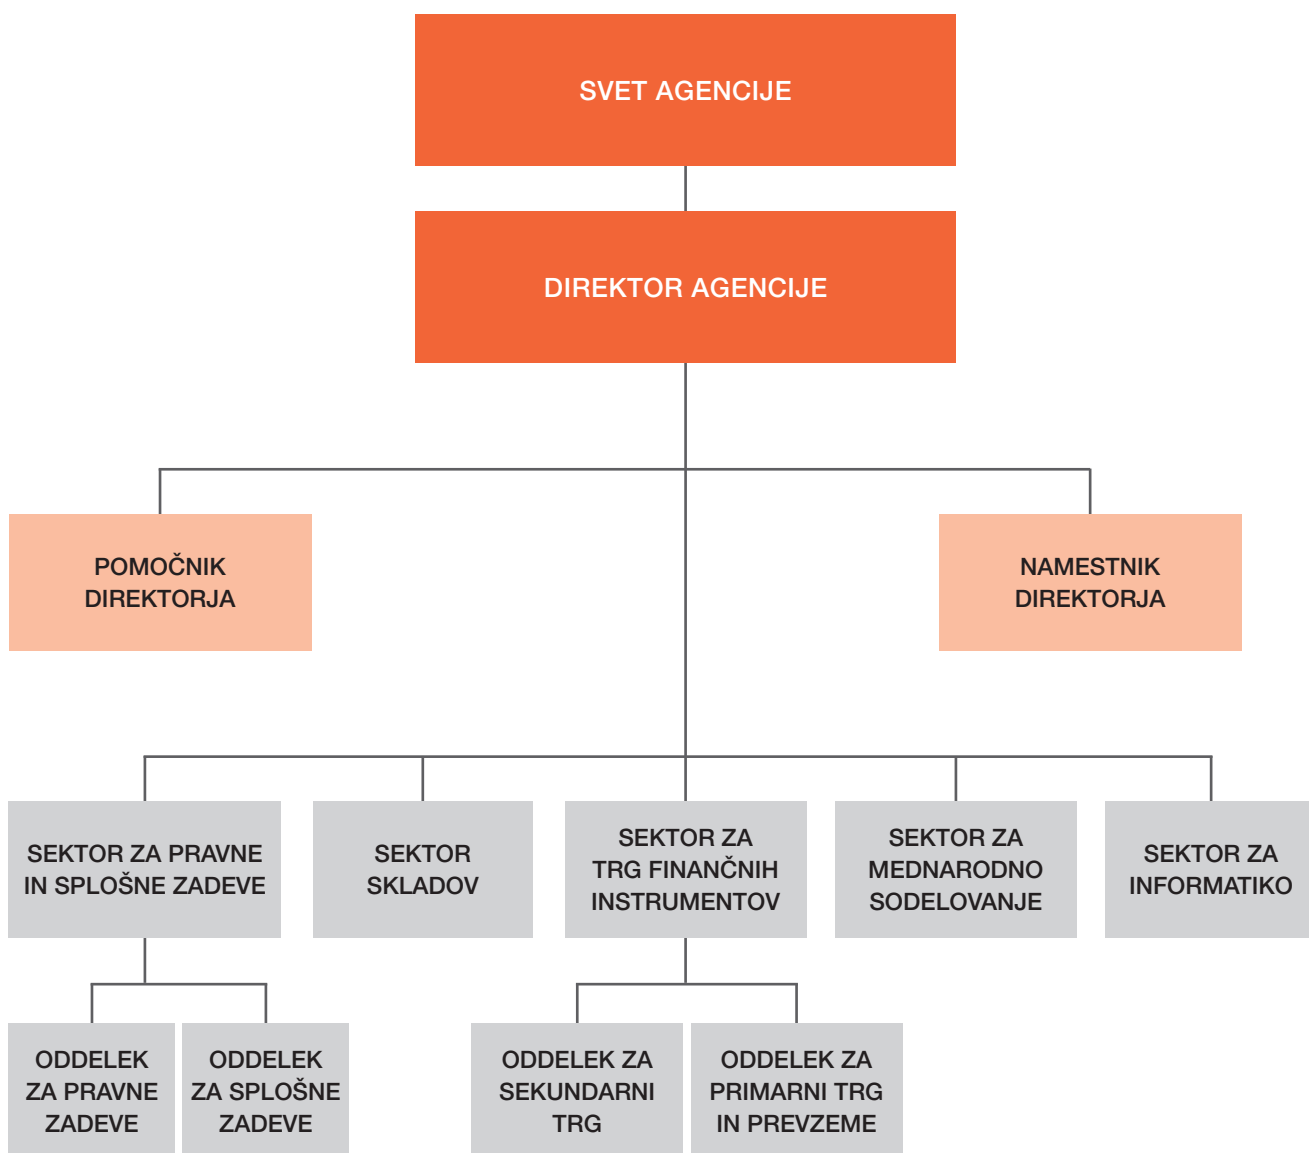 SVET AGENCIJE
DIREKTOR AGENCIJE
POMOČNIK
DIREKTORJA
NAMESTNIK
DIREKTORJA
SEKTOR ZA PRAVNE
IN SPLOŠNE ZADEVE
SEKTOR
SKLADOV
SEKTOR ZA
TRG FINANČNIH
INSTRUMENTOV
SEKTOR ZA
MEDNARODNO
SODELOVANJE
SEKTOR ZA
INFORMATIKO
ODDELEK
ZA PRAVNE
ZADEVE
ODDELEK
ZA SPLOŠNE
ZADEVE
ODDELEK ZA
SEKUNDARNI
TRG
ODDELEK ZA
PRIMARNI TRG
IN PREVZEME